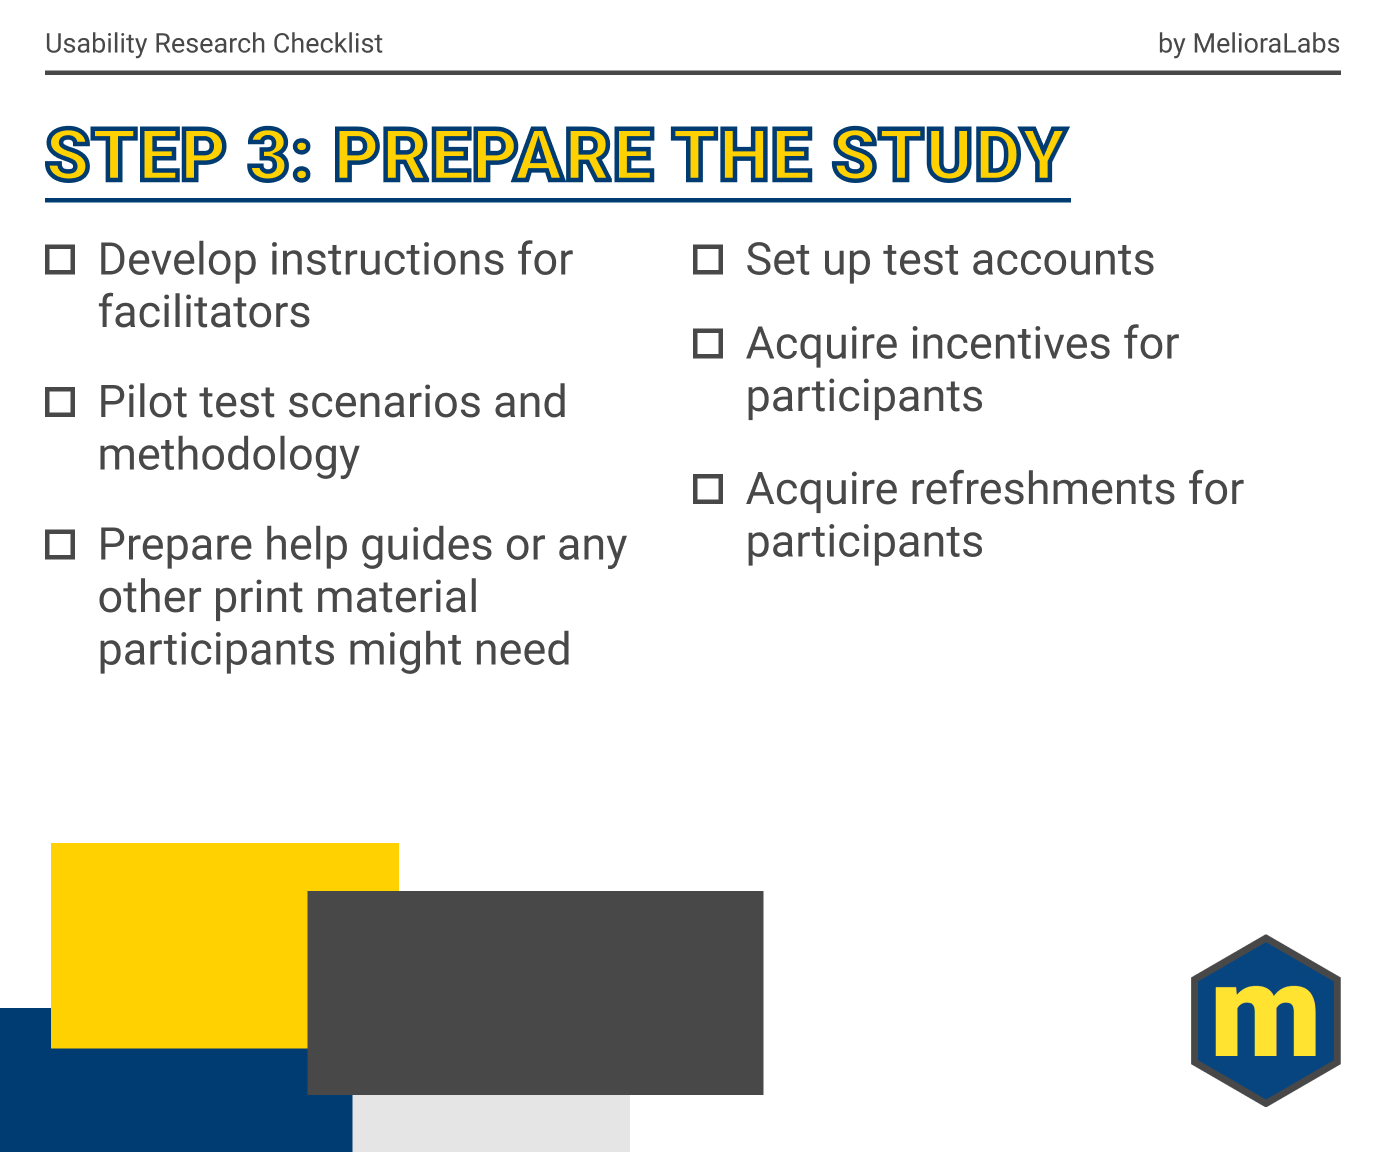 Usability Research Checklist
by MelioraLabs
STEP 3: PREPARE THE STUDY
Develop instructions for
facilitators
Pilot test scenarios and
methodology
Prepare help guides or any
other print material
participants might need
Set up test accounts
Acquire incentives for
participants
Acquire refreshments for
participants
m